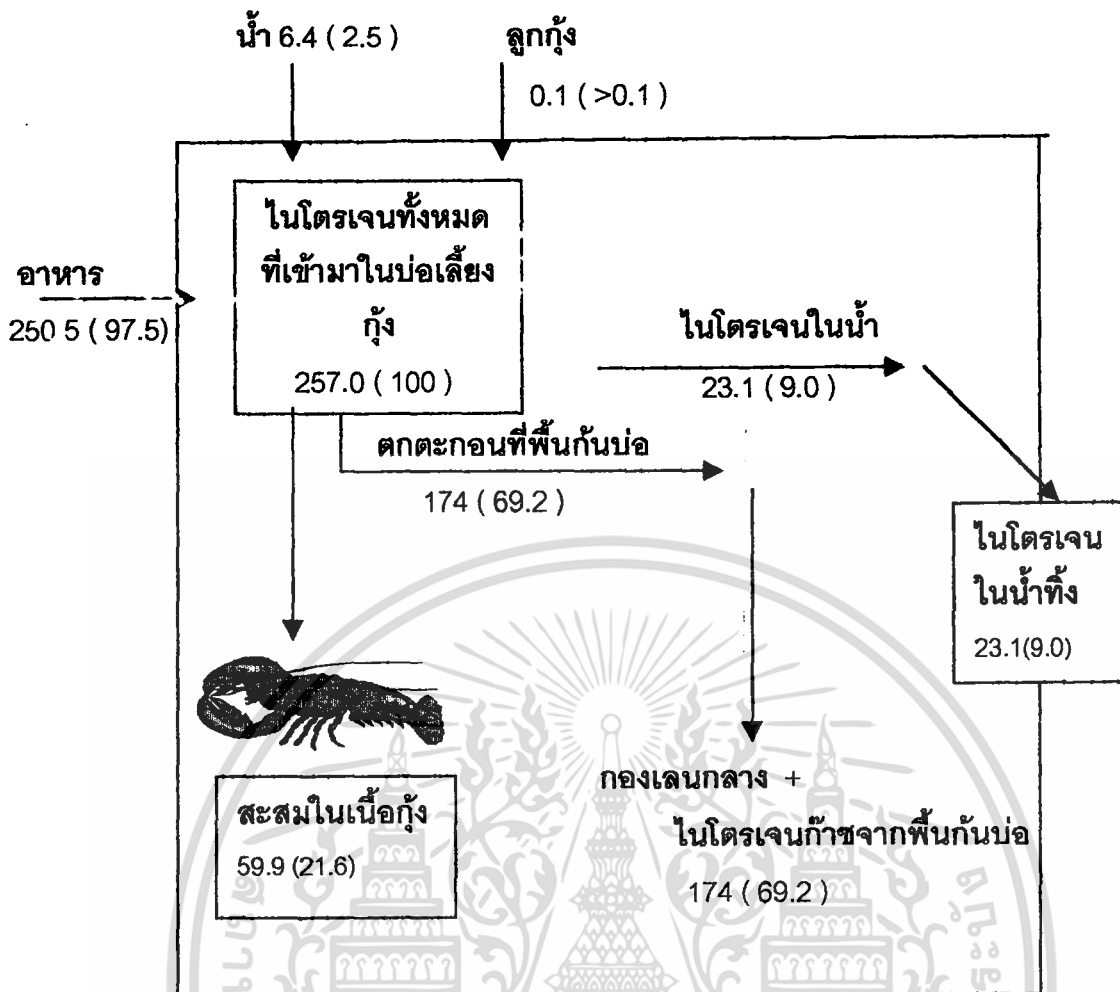 น้ำ 6.4 ( 2.5 )
ลูกกุ้ง
0.1 ( >0.1 )
ไนโตรเจนทั้งหมด
ที่เข้ามาในบ่อเลี้ยง
กุ้ง
257.0 ( 100 )
อาหาร
250 5 ( 97.5)
ไนโตรเจนในน้ำ
23.1 ( 9.0 )
ตกตะกอนที่พื้นก้นบ่อ
174 ( 69.2 )
ไนโตรเจน
ในน้ำทิ้ง
23.1(9.0)
สะสมในเนื้อกุ้ง
59.9 (21.6)
กองเลนกลาง +
ไนโตรเจนก๊าซจากพื้นก้นบ่อ
174 ( 69.2 )